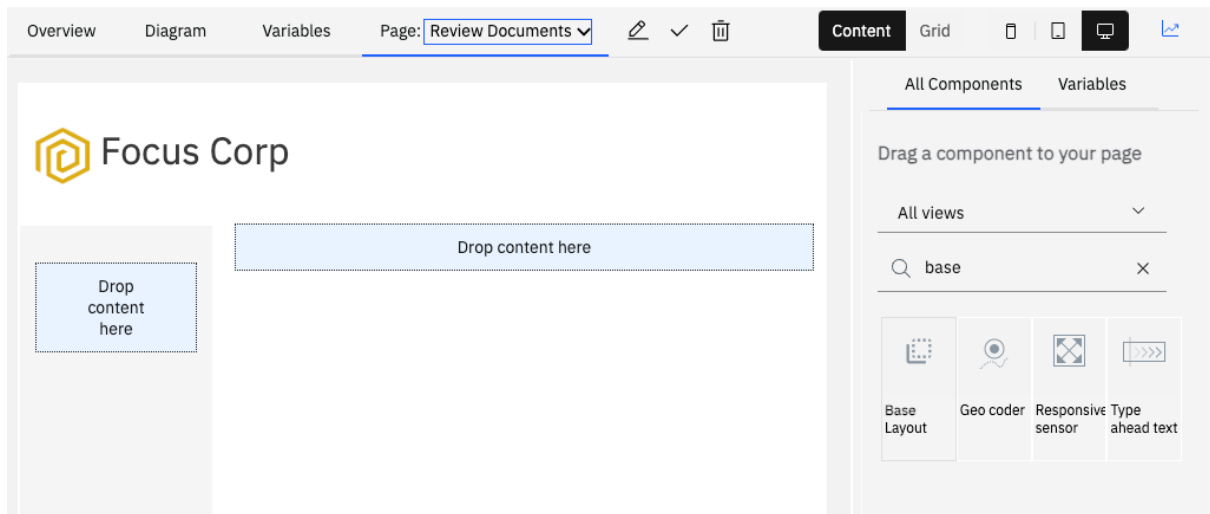 Overview Diagram Variables Page: Review Documents Content Grid
All Components Variables
Focus Corp
Drag a component to your page
All views
Drop content here
base
Drop
content
here
Base
Layout
Geo coder
Responsive
sensor
Type
ahead text